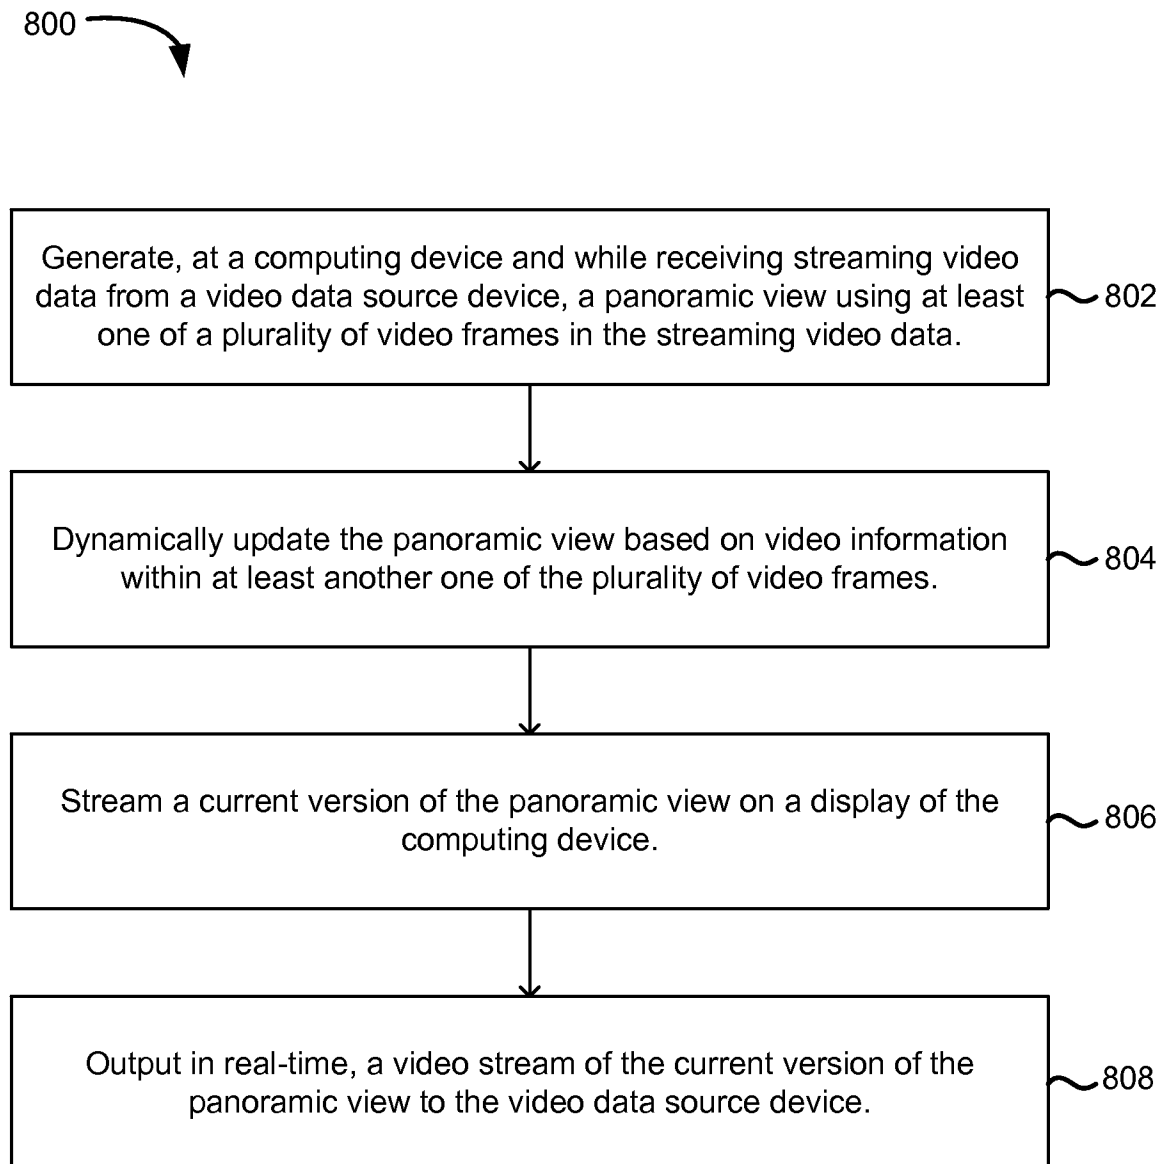 800
Generate, at a computing device and while receiving streaming video
data from a video data source device, a panoramic view using at least
one of a plurality of video frames in the streaming video data.
802
Dynamically update the panoramic view based on video information
within at least another one of the plurality of video frames.
804
Stream a current version of the panoramic view on a display of the
computing device.
806
Output in real-time, a video stream of the current version of the
panoramic view to the video data source device.
808